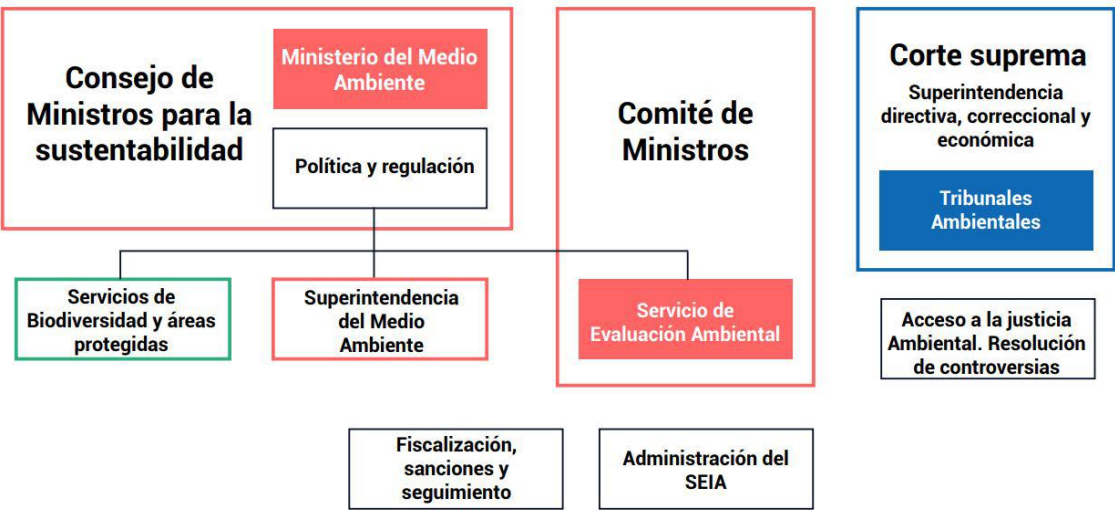 Consejo de
Ministros para la
sustentabilidad
Ministerio del Medio
Ambiente
Política y regulación
Comité de
Ministros
Corte suprema
Superintendencia
directiva, correccional y
económica
Tribunales
Ambientales
Servicios de
Biodiversidad y áreas
protegidas
Superintendencia
del Medio
Ambiente
Servicio de
Evaluación Ambiental
Acceso a la justicia
Ambiental. Resolución
de controversias
Fiscalización,
sanciones y
seguimiento
Administración del
SEIA